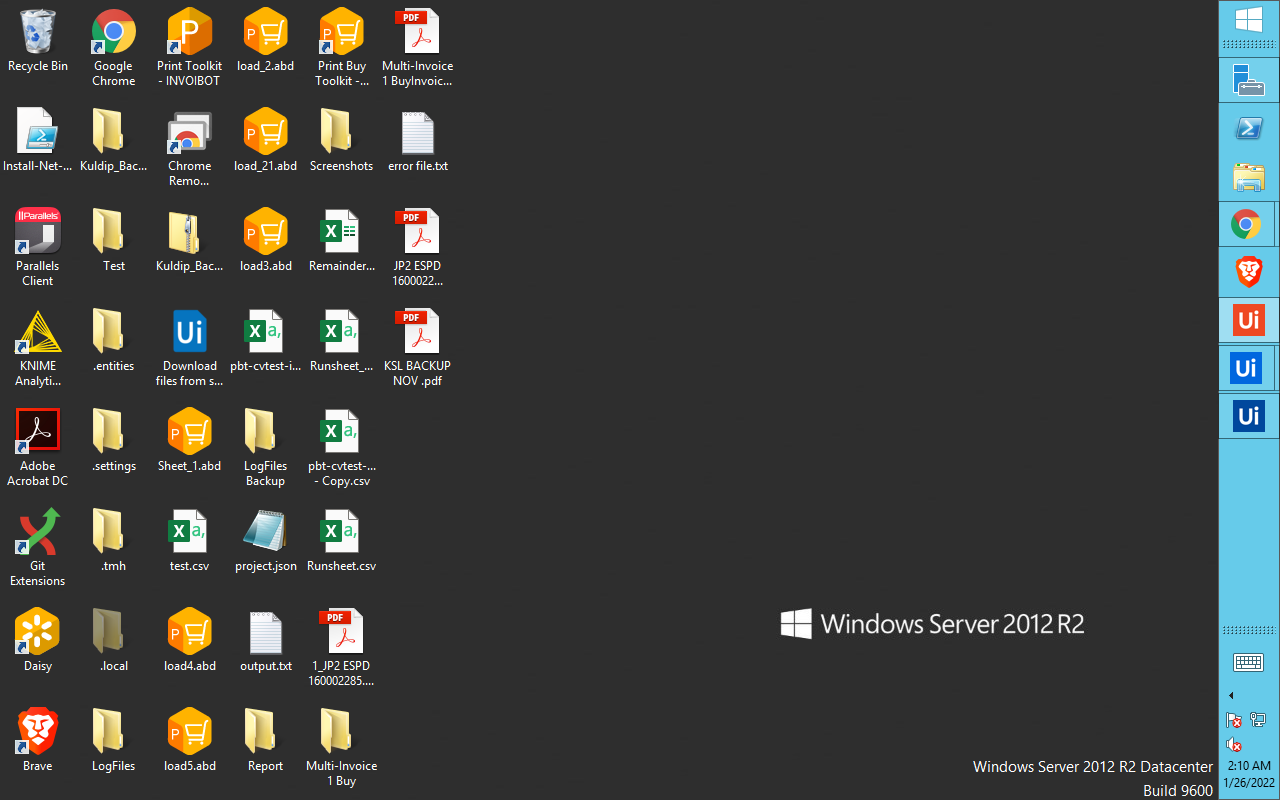 Recycle Bin
Google
Chrome
Print Toolkit
- INVOIBOT
load_2.abd
Print Buy
Toolkit -...
Multi-Invoice
1 BuyInvoic...
Install-Net-...
Kuldip_Bac...
Chrome
Remo...
load_21.abd
Screenshots
error file.txt
Parallels
Parallels
Client
Test
Kuldip_Bac...
load3.abd
Remainder...
JP2 ESPD
1600022...
KNIME
Analyti...
.entities
Download
files from s...
pbt-cvtest-i...
Runsheet_...
KSL BACKUP
NOV .pdf
Adobe
Acrobat DC
.settings
Sheet_1.abd
LogFiles
Backup
pbt-cvtest-...
- Copy.csv
Git
Extensions
.tmh
test.csv
project.json
Runsheet.csv
Daisy
.local
load4.abd
output.txt
1_JP2 ESPD
160002285....
Brave
LogFiles
load5.abd
Report
Multi-Invoice
1 Buy
Windows Server 2012 R2
Windows Server 2012 R2 Datacenter
Build 9600
Ui
Ui
Ui
2:10 AM
1/26/2022